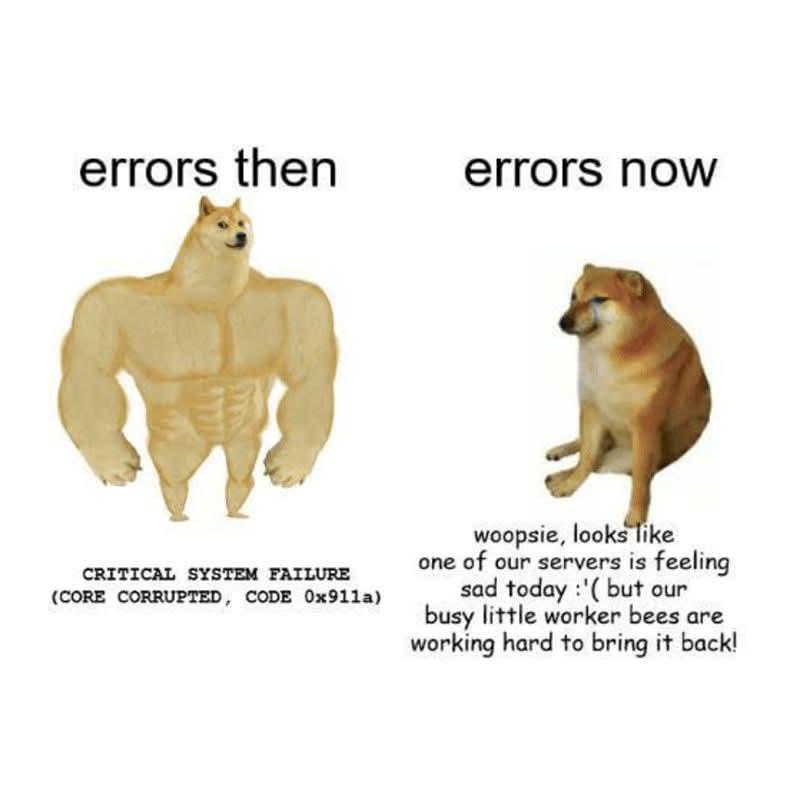 errors then
errors now
CRITICAL SYSTEM FAILURE
(CORE CORRUPTED, CODE 0x911a)
woopsie, looks like
one of our servers is feeling
sad today :'( but our
busy little worker bees are
working hard to bring it back!